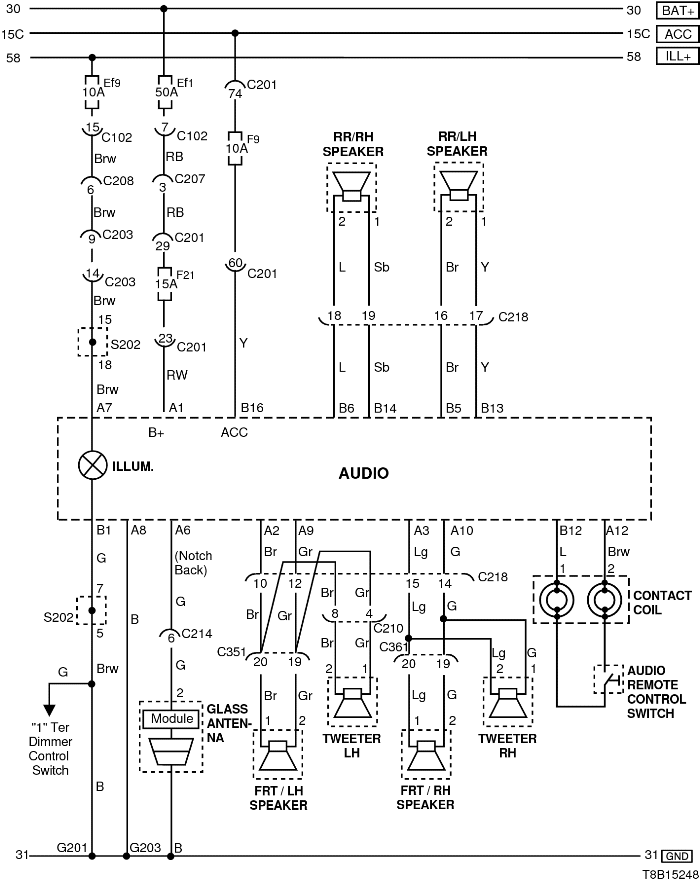 30 30 BAT+
15C 15C ACC
58 58 ILL+
Ef9 Ef1 C201
10A 50A 74
15 C102 7 C102 F9
10A
Brw RB
RR/RH RR/LH
SPEAKER SPEAKER
6 C208 3 C207
Brw RB
2 1 2 1
9 C203 29 C201
14 C203 15A F21 60 C201
L Sb Br Y
Brw
15 18 19 16 17 C218
S202 23 C201 Y
18 RW L Sb Br Y
Brw
A7 A1 B16 B6 B14 B5 B13
B+ ACC
ILLUM. AUDIO
B1 A8 A6 A2 A9 A3 A10 B12 A12
G (Notch Br Gr Lg G L Brw
Back) 1 2
7 10 12 15 14 C218
S202 G B Br Gr Br Gr Lg G CONTACT
COIL
5 6 C214 8 4 C210
C351 C361
Brw G 20 19 Br Gr 20 19 Lg G
G 2 2 1 2 1
AUDIO
REMOTE
CONTROL
SWITCH
Br Gr Lg G
Module GLASS
ANTEN-
NA
1 2 1 2
"1" Ter
Dimmer
Control
Switch
TWEETER TWEETER
LH RH
B FRT / LH FRT / RH
SPEAKER SPEAKER
31 G201 G203 B 31 GND
T8B15248